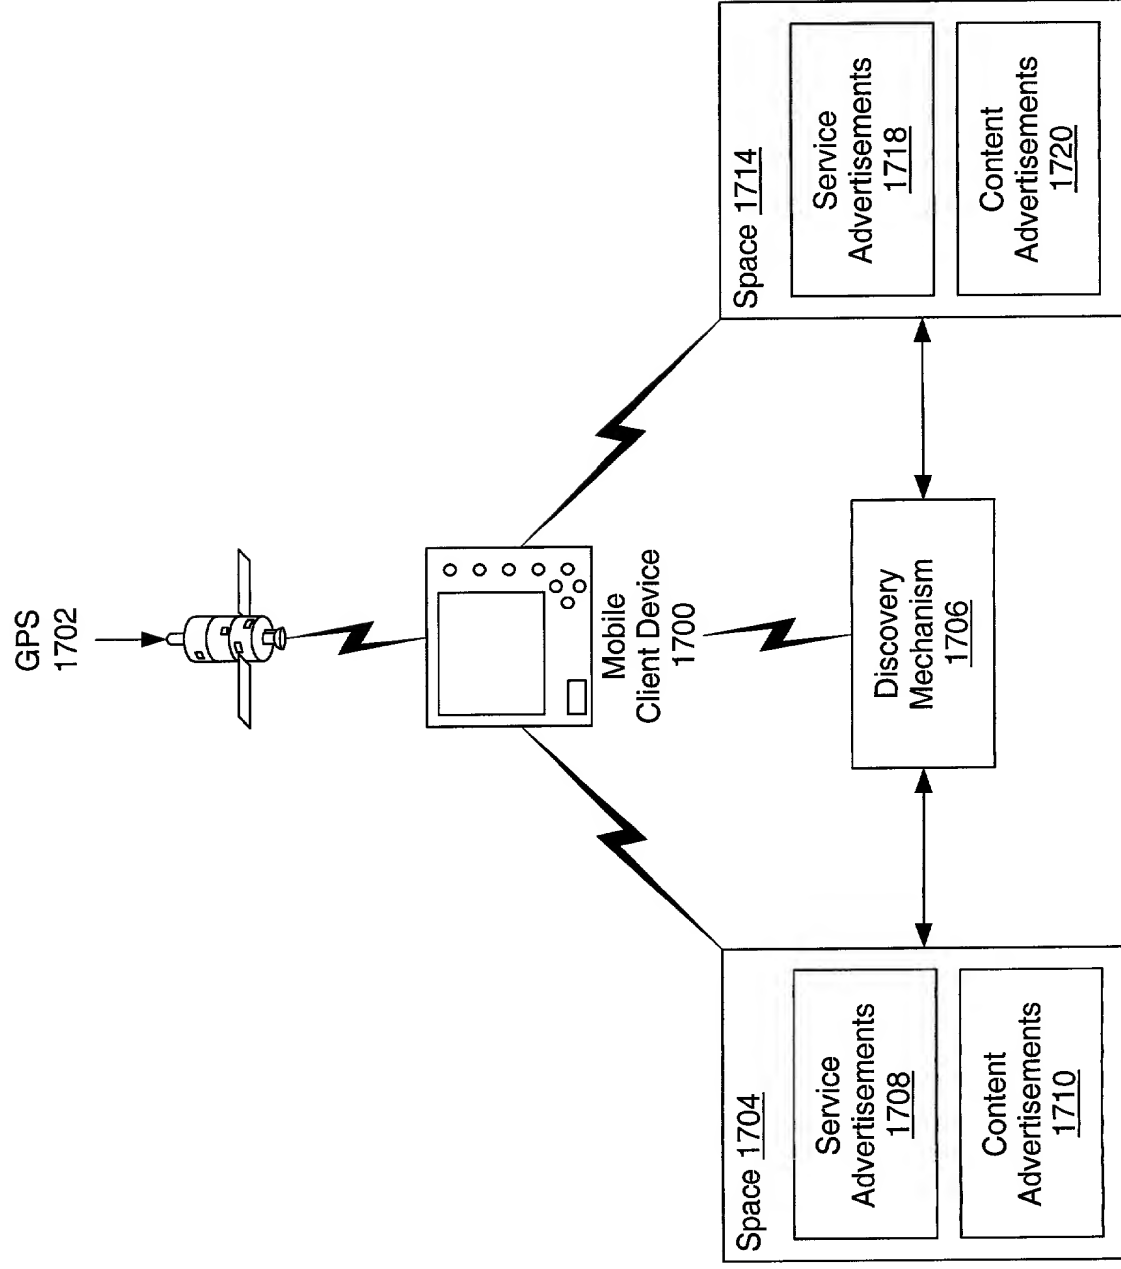 GPS
1702
Mobile
Client Device
1700
Discovery
Mechanism
1706
Space 1704
Service
Advertisements
1708
Content
Advertisements
1710
Space 1714
Service
Advertisements
1718
Content
Advertisements
1720